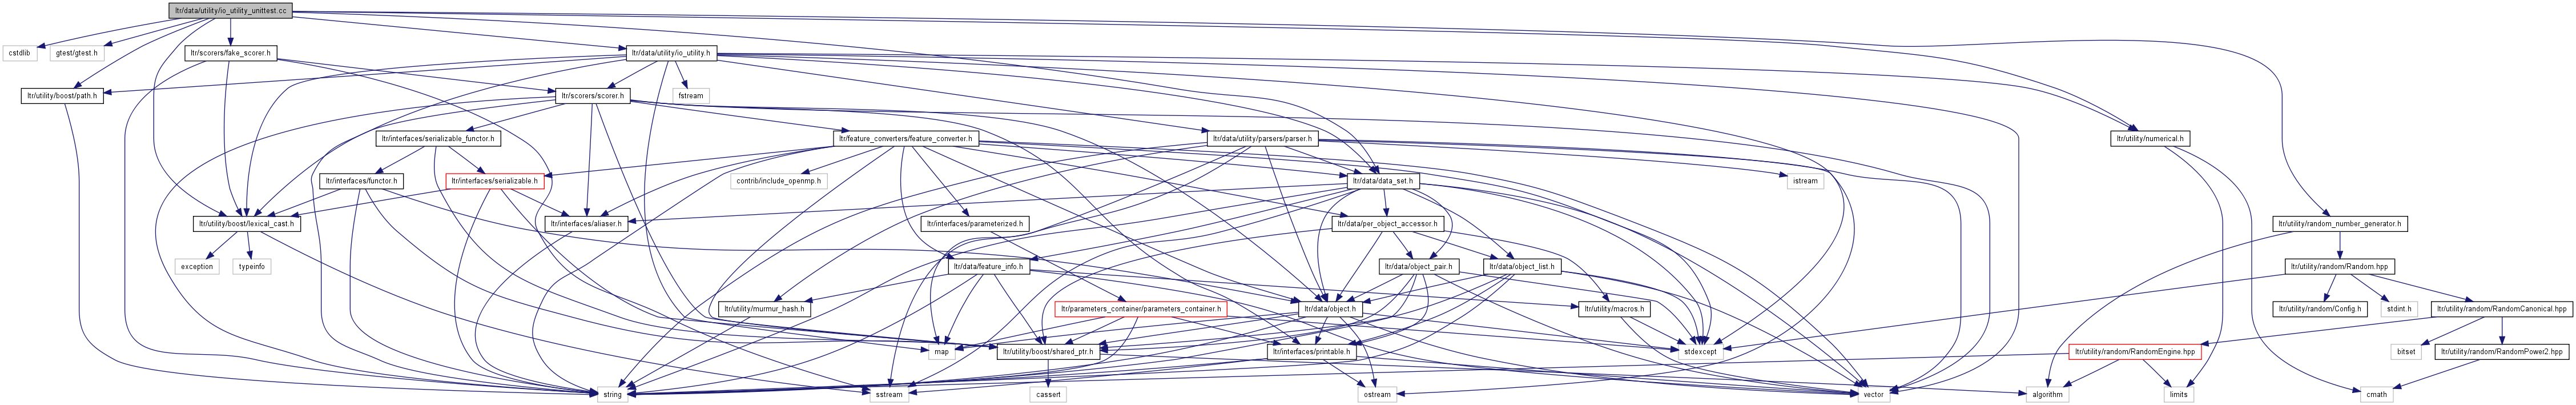 ltr/data/utility/io_utility_unittest.cc
cstdlib
gtest/gtest.h
ltr/scorers/fake_scorer.h
ltr/data/utility/io_utility.h
ltr/utility/boost/path.h
ltr/scorers/scorer.h
fstream
ltr/interfaces/serializable_functor.h
ltr/feature_converters/feature_converter.h
ltr/data/utility/parsers/parser.h
ltr/utility/numerical.h
ltr/interfaces/functor.h
ltr/interfaces/serializable.h
contrib/include_openmp.h
ltr/data/data_set.h
istream
ltr/utility/boost/lexical_cast.h
ltr/interfaces/aliaser.h
ltr/interfaces/parameterized.h
ltr/data/per_object_accessor.h
ltr/utility/random_number_generator.h
exception
typeinfo
ltr/data/feature_info.h
ltr/data/object_pair.h
ltr/data/object_list.h
ltr/utility/random/Random.hpp
ltr/utility/murmur_hash.h
ltr/parameters_container/parameters_container.h
ltr/data/object.h
ltr/utility/macros.h
ltr/utility/random/Config.h
stdint.h
ltr/utility/random/RandomCanonical.hpp
map
ltr/utility/boost/shared_ptr.h
ltr/interfaces/printable.h
stdexcept
ltr/utility/random/RandomEngine.hpp
bitset
ltr/utility/random/RandomPower2.hpp
string
sstream
cassert
ostream
vector
algorithm
limits
cmath